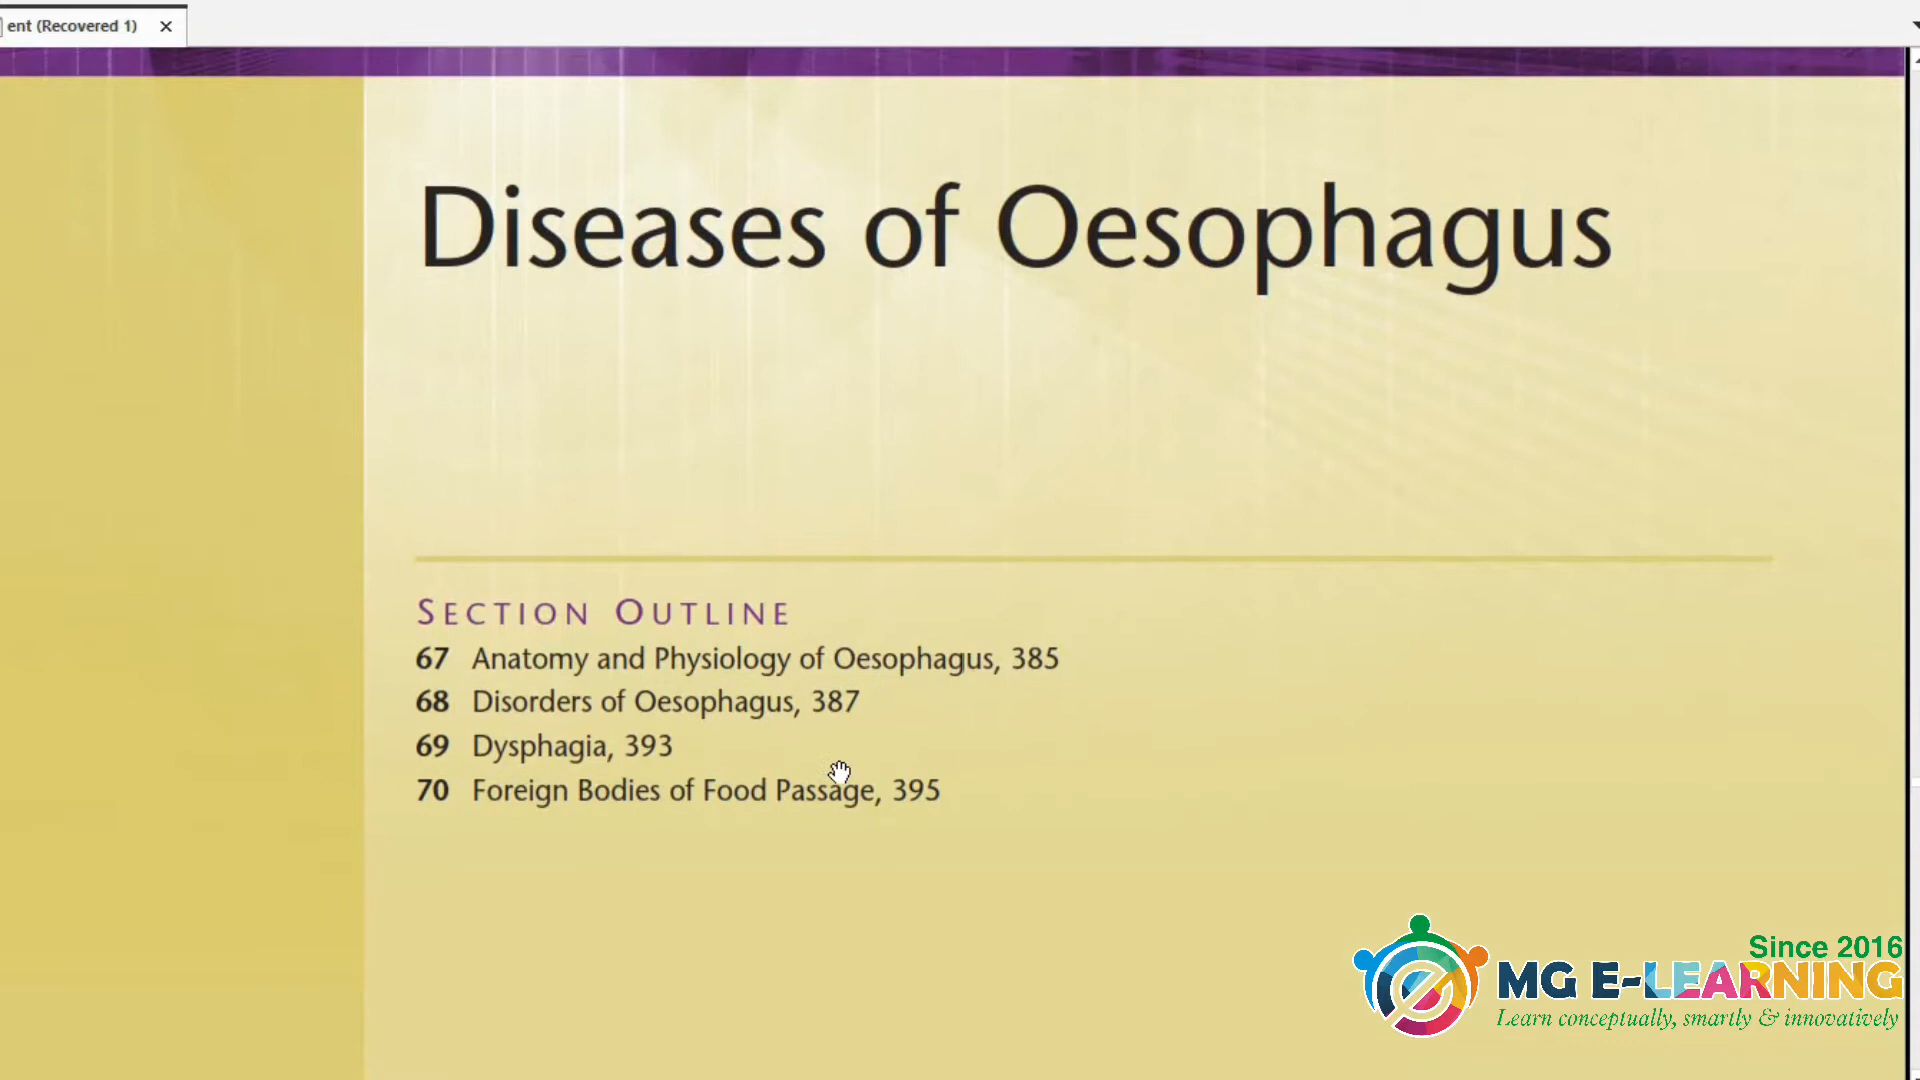 ent (Recovered 1)
Diseases of Oesophagus
SECTION OUTLINE
67 Anatomy and Physiology of Oesophagus, 385
68 Disorders of Oesophagus, 387
69 Dysphagia, 393
70 Foreign Bodies of Food Passage, 395
Since 2016
MG E-LEARNING
Learn conceptually, smartly & innovatively